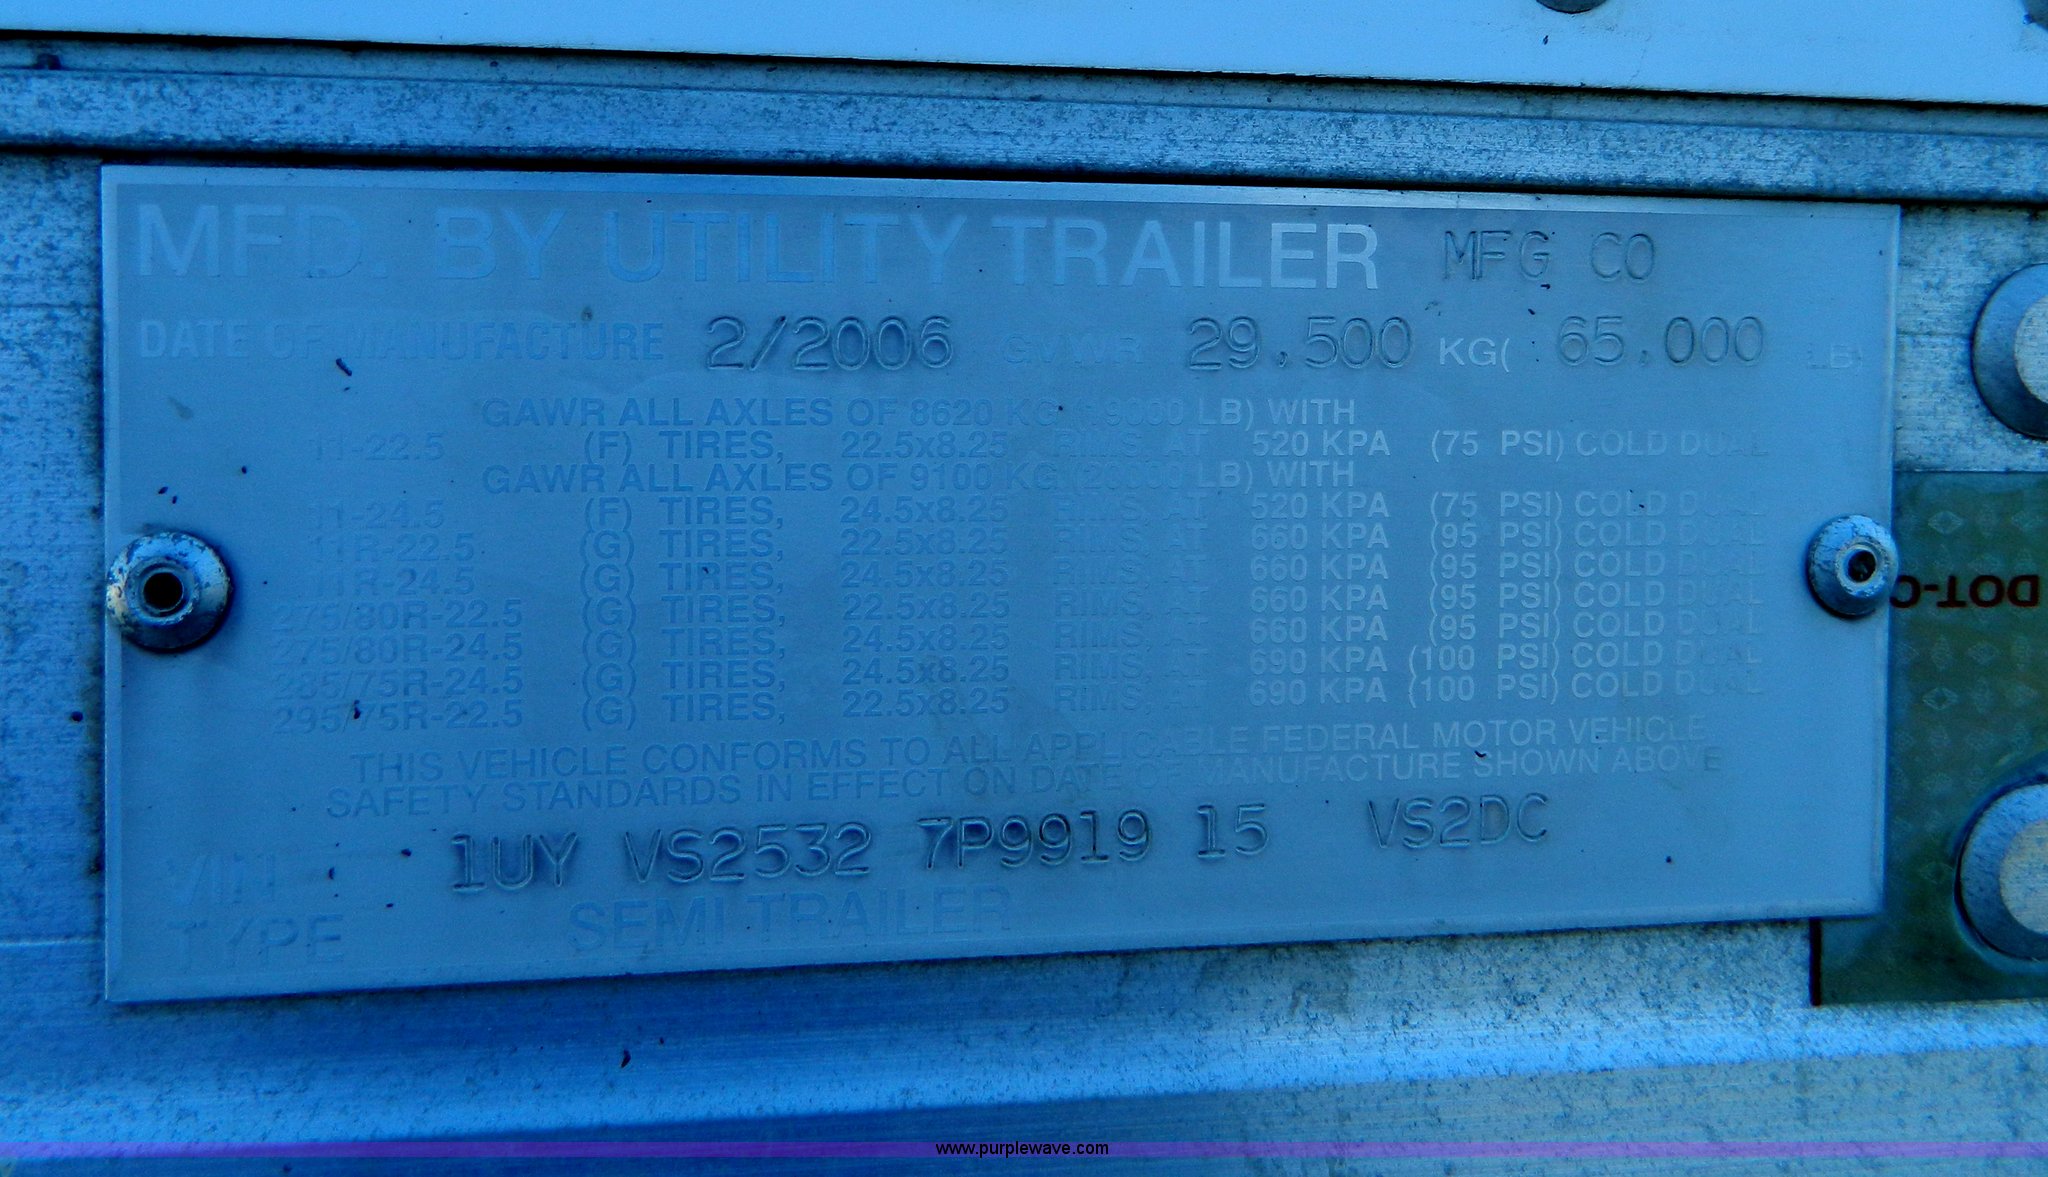 MFD. BY UTILITY TRAILER MFG CO
DATE OF MANUFACTURE 2/2006 GVWR 29,500 KG( 65,000 LB)
GAWR ALL AXLES OF 8620 KG (19000 LB) WITH
11-22.5 (F) TIRES, 22.5x8.25 RIMS, AT 520 KPA (75 PSI) COLD DUAL
GAWR ALL AXLES OF 9100 KG (20000 LB) WITH
11-24.5 (F) TIRES, 24.5x8.25 RIMS, AT 520 KPA (75 PSI) COLD DUAL
11R-22.5 (G) TIRES, 22.5x8.25 RIMS, AT 660 KPA (95 PSI) COLD DUAL
11R-24.5 (G) TIRES, 24.5x8.25 RIMS, AT 660 KPA (95 PSI) COLD DUAL
275/80R-22.5 (G) TIRES, 22.5x8.25 RIMS, AT 660 KPA (95 PSI) COLD DUAL
275/80R-24.5 (G) TIRES, 24.5x8.25 RIMS, AT 660 KPA (95 PSI) COLD DUAL
285/75R-24.5 (G) TIRES, 24.5x8.25 RIMS, AT 690 KPA (100 PSI) COLD DUAL
295/75R-22.5 (G) TIRES, 22.5x8.25 RIMS, AT 690 KPA (100 PSI) COLD DUAL
THIS VEHICLE CONFORMS TO ALL APPLICABLE FEDERAL MOTOR VEHICLE
SAFETY STANDARDS IN EFFECT ON DATE OF MANUFACTURE SHOWN ABOVE
VIN 1UY VS2532 7P9919 15 VS2DC
TYPE SEMI TRAILER
DOT-C
www.purplewave.com